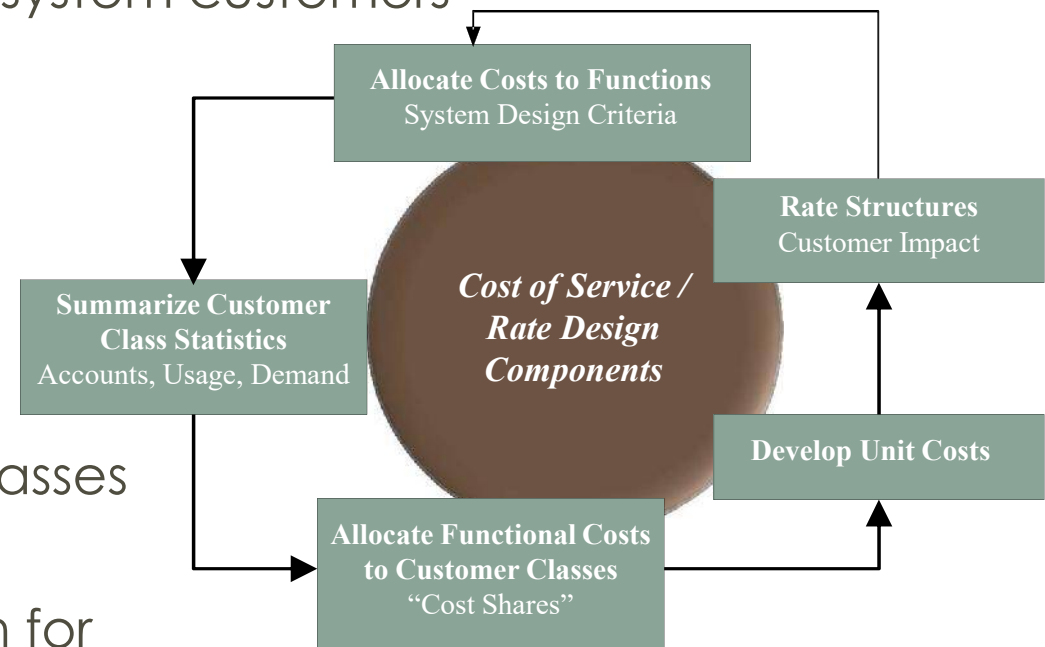 system customers
Allocate Costs to Functions
System Design Criteria
Rate Structures
Customer Impact
Cost of Service /
Rate Design
Components
Summarize Customer
Class Statistics
Accounts, Usage, Demand
Develop Unit Costs
Allocate Functional Costs
to Customer Classes
“Cost Shares”
for